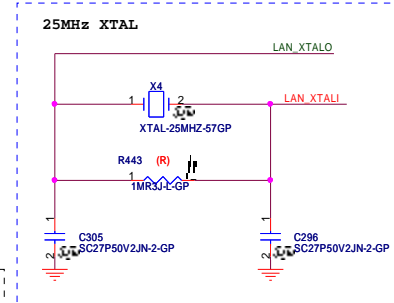 25MHz XTAL
LAN_XTALO
X4
1
2
LAN_XTALI
XTAL-25MHZ-57GP
R443 (R)
1
1MR3J-L-GP
1
1
C305
C296
2
SC27P50V2JN-2-GP
2
SC27P50V2JN-2-GP